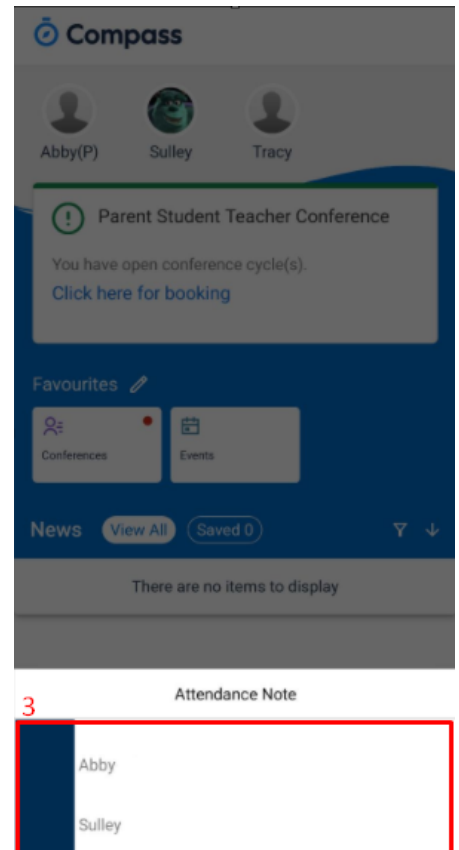 Compass
Abby(P) Sulley Tracy
Parent Student Teacher Conference
You have open conference cycle(s).
Click here for booking
Favourites
Conferences Events
News View All Saved 0
There are no items to display
Attendance Note
3
Abby
Sulley